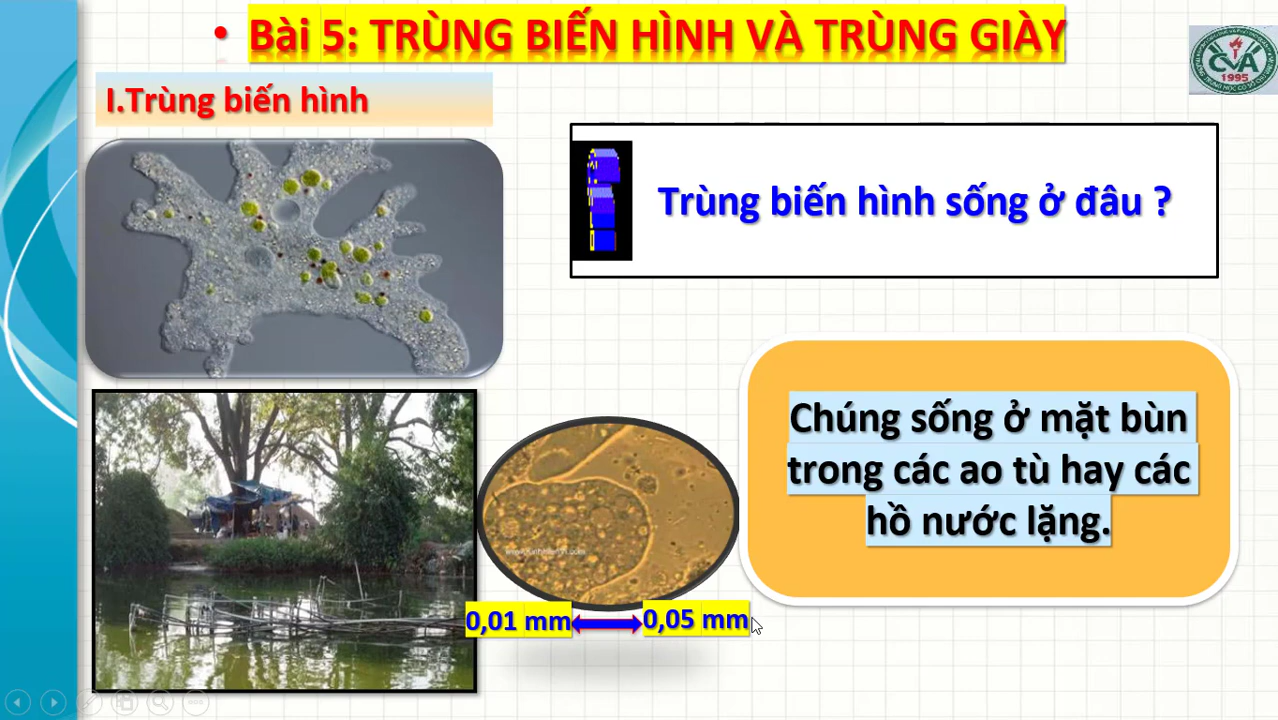 • Bài 5: TRÙNG BIẾN HÌNH VÀ TRÙNG GIÀY
I.Trùng biến hình
CVA
1995
Trùng biến hình sống ở đâu ?
Chúng sống ở mặt bùn
trong các ao tù hay các
hồ nước lặng.
0,01 mm
0,05 mm